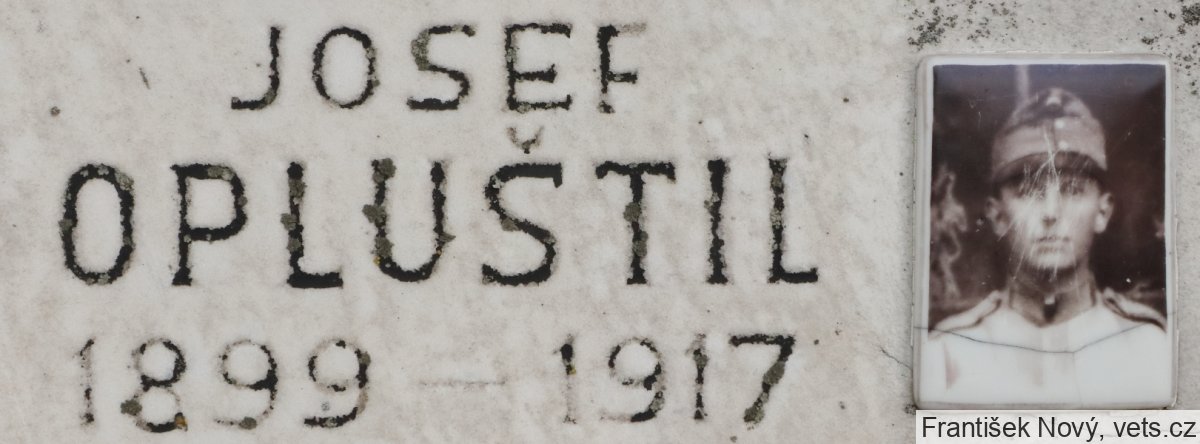 JOSEF
OPLUŠTIL
1899 - 1917
František Nový, vets.cz